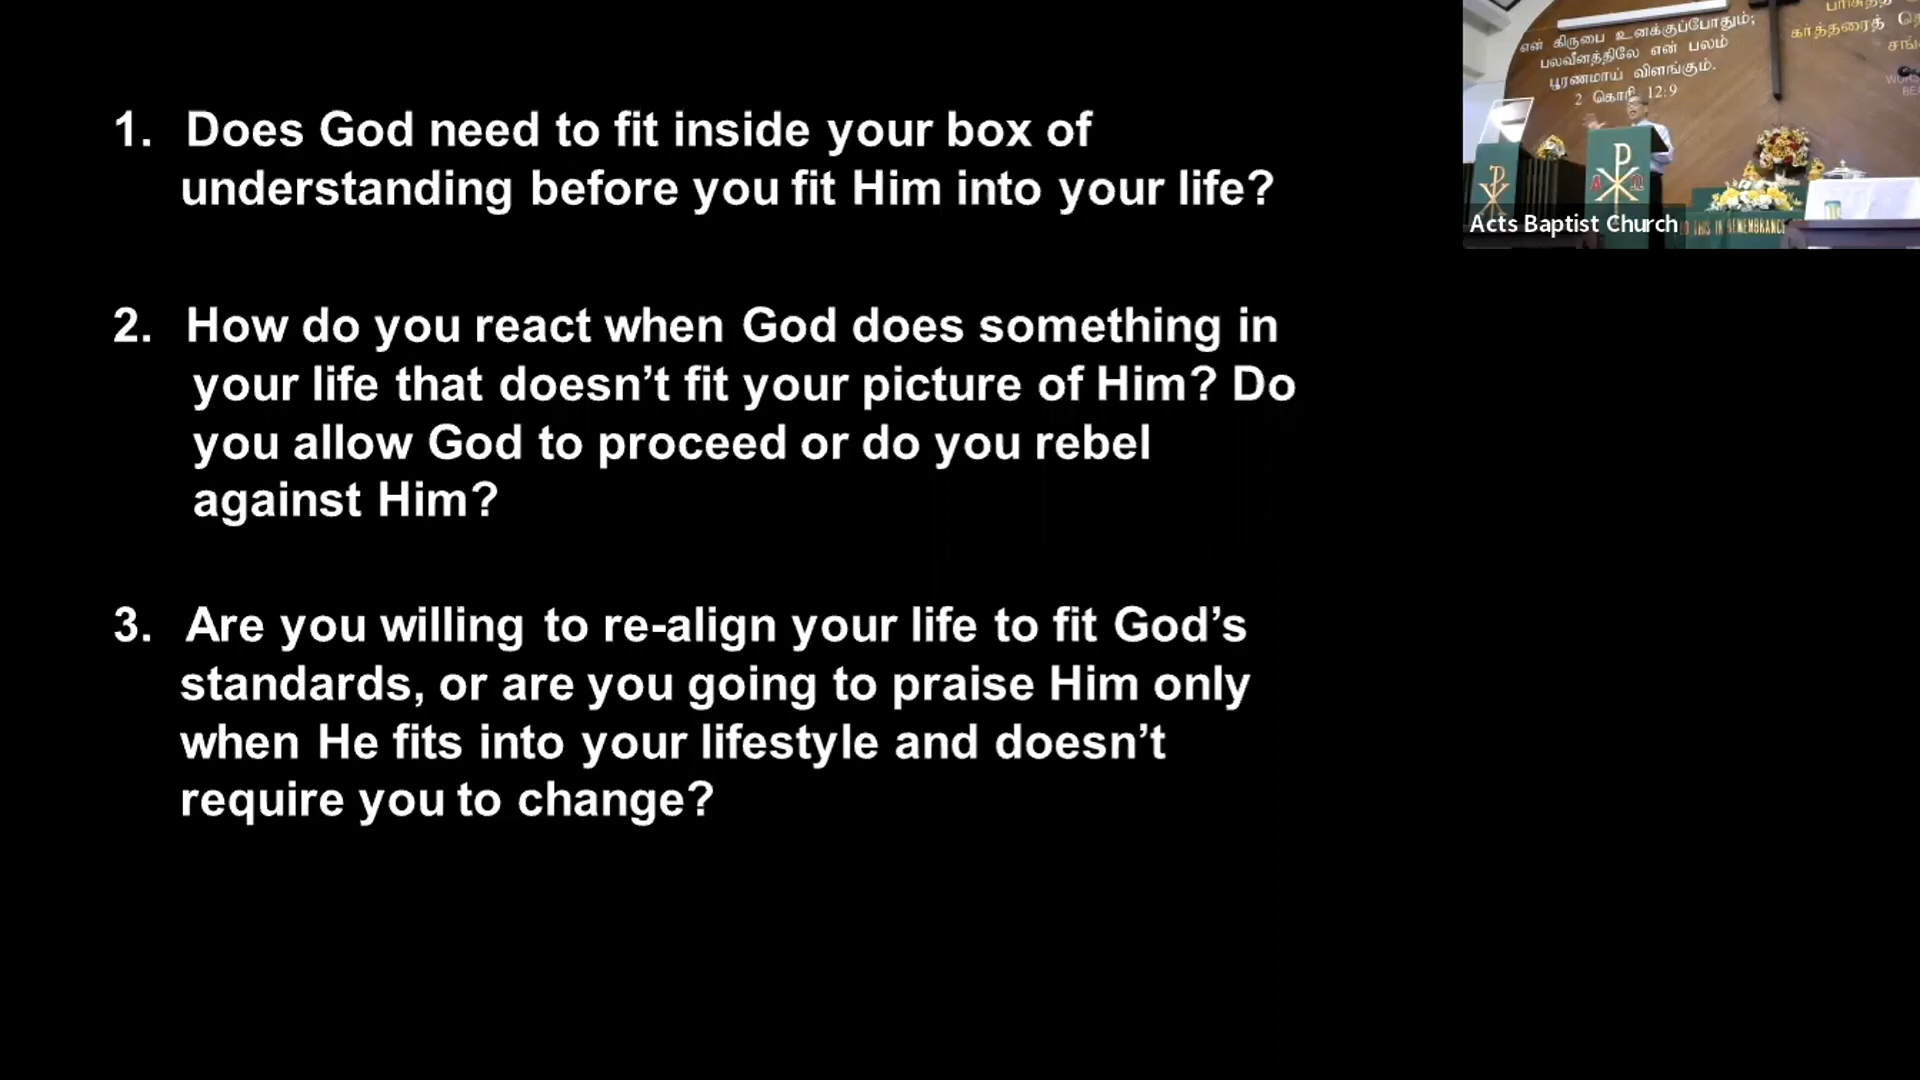 1. Does God need to fit inside your box of
understanding before you fit Him into your life?
2. How do you react when God does something in
your life that doesn’t fit your picture of Him? Do
you allow God to proceed or do you rebel
against Him?
3. Are you willing to re-align your life to fit God’s
standards, or are you going to praise Him only
when He fits into your lifestyle and doesn’t
require you to change?
என் கிருபை உனக்குப்போதும்;
பலவீனத்திலே என் பலம்
பூரணமாய் விளங்கும்.
2 கொரி 12:9
கர்த்தரைத்
Acts Baptist Church
THIS IN REMEMBRANCE